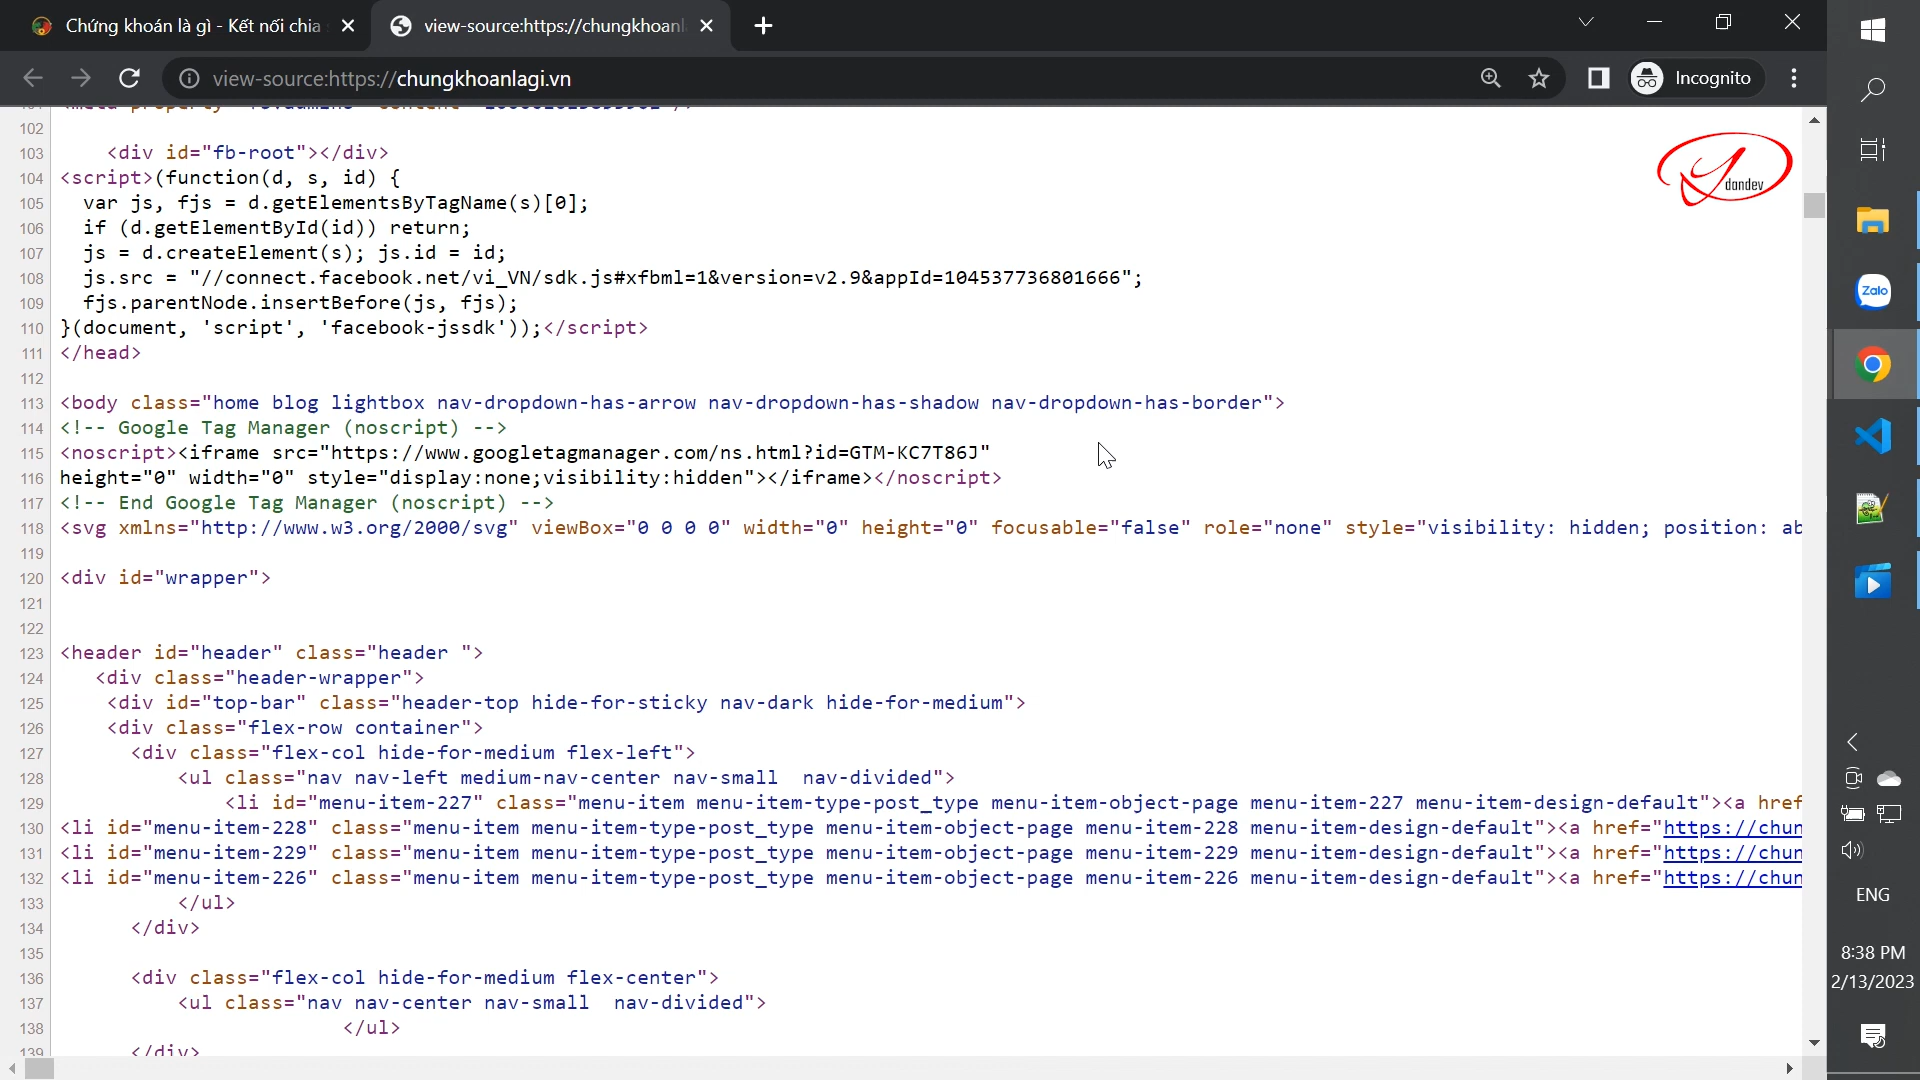 Chứng khoán là gì - Kết nối chia
view-source:https://chungkhoanl
view-source:https://chungkhoanlagi.vn
Incognito
dandev
102
103 <div id="fb-root"></div>
104 <script>(function(d, s, id) {
105 var js, fjs = d.getElementsByTagName(s)[0];
106 if (d.getElementById(id)) return;
107 js = d.createElement(s); js.id = id;
108 js.src = "//connect.facebook.net/vi_VN/sdk.js#xfbml=1&version=v2.9&appId=104537736801666";
109 fjs.parentNode.insertBefore(js, fjs);
110 }(document, 'script', 'facebook-jssdk'));</script>
111 </head>
112
113 <body class="home blog lightbox nav-dropdown-has-arrow nav-dropdown-has-shadow nav-dropdown-has-border">
114 <!-- Google Tag Manager (noscript) -->
115 <noscript><iframe src="https://www.googletagmanager.com/ns.html?id=GTM-KC7T86J"
116 height="0" width="0" style="display:none;visibility:hidden"></iframe></noscript>
117 <!-- End Google Tag Manager (noscript) -->
118 <svg xmlns="http://www.w3.org/2000/svg" viewBox="0 0 0 0" width="0" height="0" focusable="false" role="none" style="visibility: hidden; position: ab
119
120 <div id="wrapper">
121
122
123 <header id="header" class="header ">
124 <div class="header-wrapper">
125 <div id="top-bar" class="header-top hide-for-sticky nav-dark hide-for-medium">
126 <div class="flex-row container">
127 <div class="flex-col hide-for-medium flex-left">
128 <ul class="nav nav-left medium-nav-center nav-small  nav-divided">
129 <li id="menu-item-227" class="menu-item menu-item-type-post_type menu-item-object-page menu-item-227 menu-item-design-default"><a href
130 <li id="menu-item-228" class="menu-item menu-item-type-post_type menu-item-object-page menu-item-228 menu-item-design-default"><a href="https://chun
131 <li id="menu-item-229" class="menu-item menu-item-type-post_type menu-item-object-page menu-item-229 menu-item-design-default"><a href="https://chun
132 <li id="menu-item-226" class="menu-item menu-item-type-post_type menu-item-object-page menu-item-226 menu-item-design-default"><a href="https://chun
133 </ul>
134 </div>
135
136 <div class="flex-col hide-for-medium flex-center">
137 <ul class="nav nav-center nav-small  nav-divided">
138 </ul>
139 </div>
Zalo
ENG
8:38 PM
2/13/2023